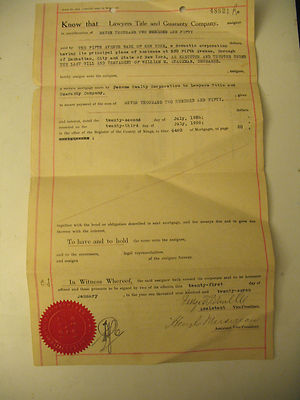 Know that Lawyers Title and Guaranty Company, assignor
in consideration of SEVEN THOUSAND TWO HUNDRED AND FIFTY
dollars
paid by THE FIFTH AVENUE BANK OF NEW YORK, a domestic corporation
having its principal place of business at 530 Fifth Avenue, Borough
of Manhattan, City and State of New York, AS EXECUTOR AND TRUSTEE UNDER
THE LAST WILL AND TESTAMENT OF WILLIAM DECEASED,
hereby assigns unto the assignee,
a certain mortgage made by Realty Corporation to Lawyers Title and
Guaranty Company, given
to secure payment of the sum of SEVEN THOUSAND TWO HUNDRED AND FIFTY,
dollars
and interest, dated the twenty-second day of July, 1926;
recorded on the twenty-third day of July, 1926;
in the office of the Register of the County of Kings, in liber 6402 of Mortgages, at page 80
together with the bond or obligation described in said mortgage, and the moneys due and to grow due
thereon with the interest.
To have and to hold the same unto the assignee,
and to the successors, legal representatives
and assigns of the assignee forever.
In Witness Whereof, the said assignor hath caused its corporate seal to be hereunto
affixed and these presents to be signed by two of its officers this twenty-first day of
January in the year one thousand nine hundred and twenty-seven
Assistant Vice-President.
Assistant Vice-President